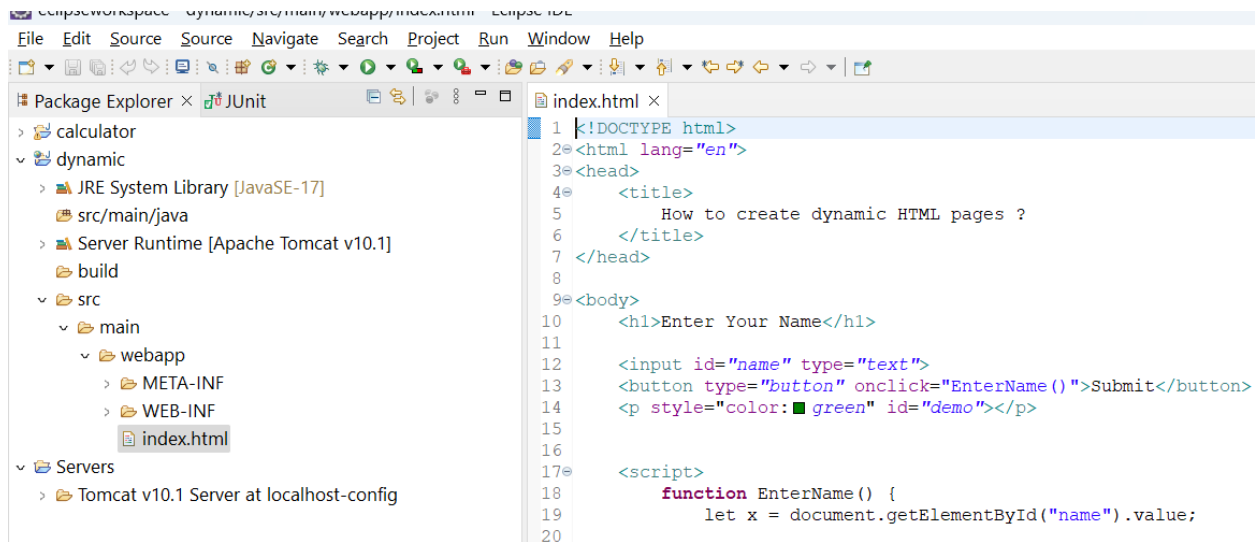 eclipseworkspace - dynamic/src/main/webapp/index.html - Eclipse IDE
File Edit Source Source Navigate Search Project Run Window Help
Package Explorer JUnit
calculator
dynamic
JRE System Library [JavaSE-17]
src/main/java
Server Runtime [Apache Tomcat v10.1]
build
src
main
webapp
META-INF
WEB-INF
index.html
Servers
Tomcat v10.1 Server at localhost-config
index.html
1 <!DOCTYPE html>
2 <html lang="en">
3 <head>
4 <title>
5 How to create dynamic HTML pages ?
6 </title>
7 </head>
8
9 <body>
10 <h1>Enter Your Name</h1>
11
12 <input id="name" type="text">
13 <button type="button" onclick="EnterName()">Submit</button>
14 <p style="color: green" id="demo"></p>
15
16
17 <script>
18 function EnterName() {
19 let x = document.getElementById("name").value;
20